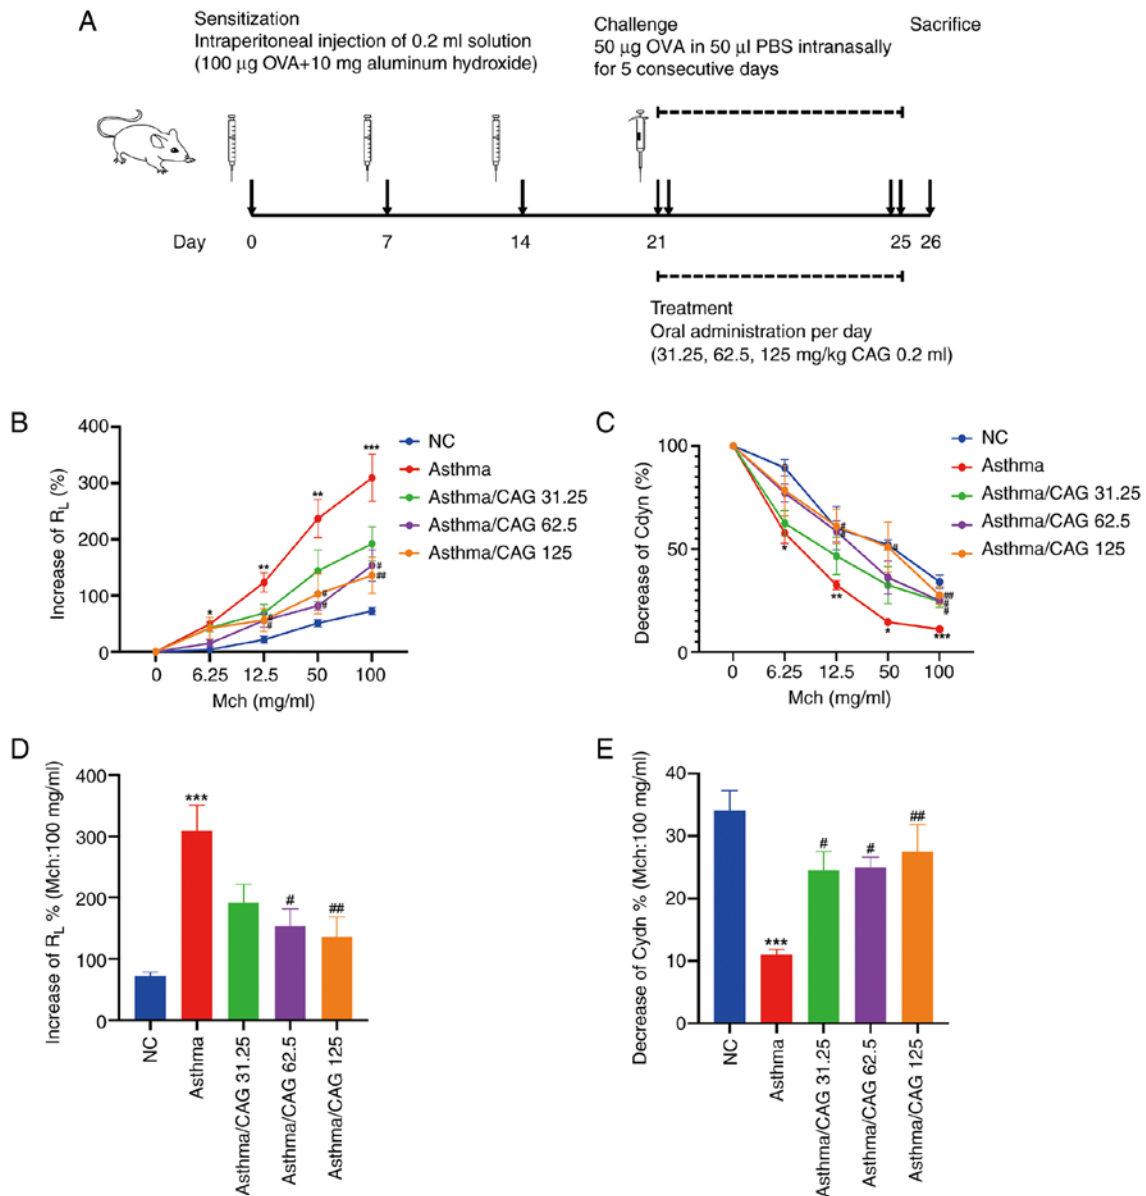 A
Sensitization
Intraperitoneal injection of 0.2 ml solution
(100 μg OVA+10 mg aluminum hydroxide)
Challenge
50 μg OVA in 50 μl PBS intranasally
for 5 consecutive days
Sacrifice
Day 0 7 14 21 25 26
Treatment
Oral administration per day
(31.25, 62.5, 125 mg/kg CAG 0.2 ml)
B
Increase of RL (%)
400
300
200
100
0
0 6.25 12.5 50 100
Mch (mg/ml)
* ** ** ***
# # # # # ##
NC
Asthma
Asthma/CAG 31.25
Asthma/CAG 62.5
Asthma/CAG 125
C
Decrease of Cdyn (%)
100
50
0
0 6.25 12.5 50 100
Mch (mg/ml)
* ** * ***
# # # ## # #
NC
Asthma
Asthma/CAG 31.25
Asthma/CAG 62.5
Asthma/CAG 125
D
Increase of RL % (Mch:100 mg/ml)
400
300
200
100
0
*** # ##
NC
Asthma
Asthma/CAG 31.25
Asthma/CAG 62.5
Asthma/CAG 125
E
Decrease of Cydn % (Mch:100 mg/ml)
40
30
20
10
0
*** # # ##
NC
Asthma
Asthma/CAG 31.25
Asthma/CAG 62.5
Asthma/CAG 125